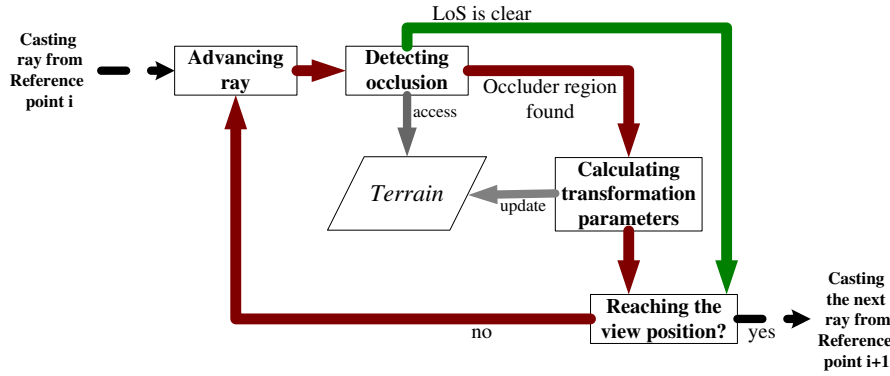 LoS is clear
Casting
ray from
Reference
point i
Advancing
ray
Detecting
occlusion
Occluder region
found
access
Terrain
update
Calculating
transformation
parameters
Reaching the
view position?
no
yes
Casting
the next
ray from
Reference
point i+1